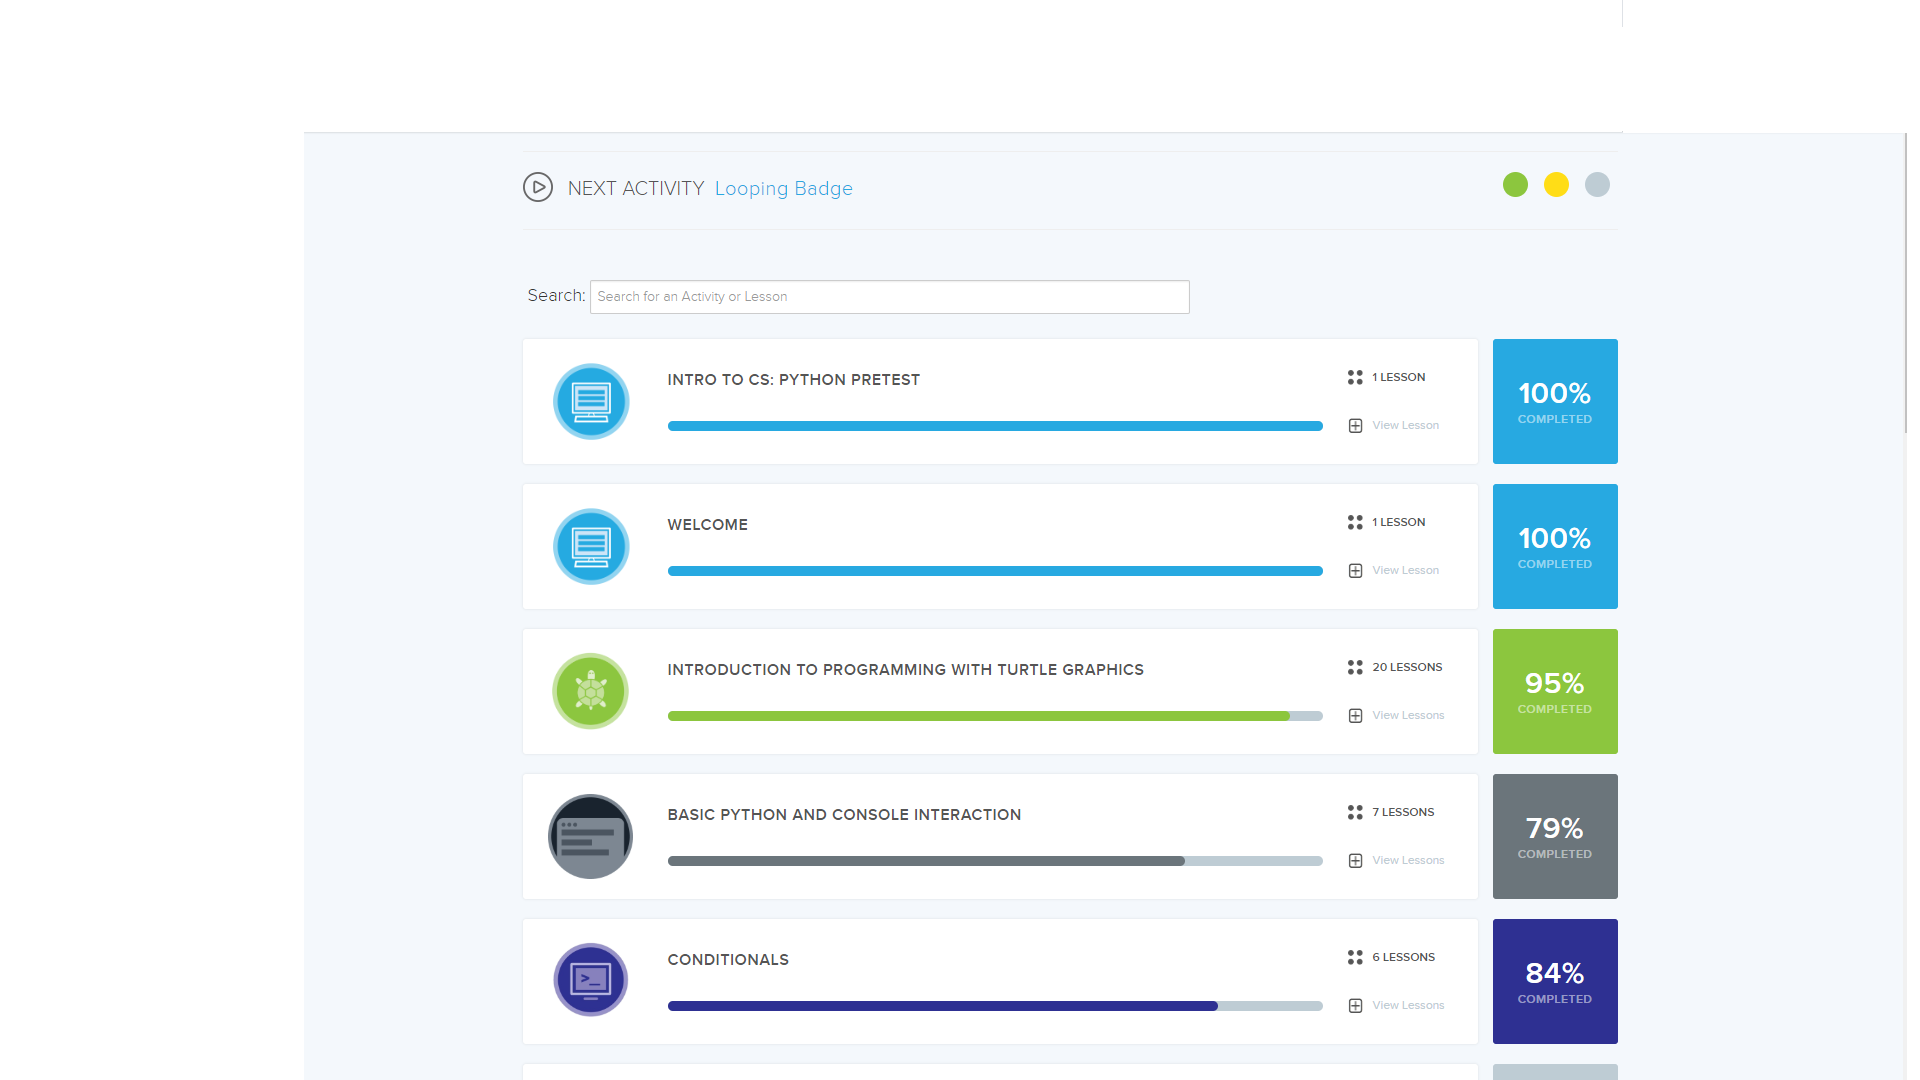 NEXT ACTIVITY Looping Badge
Search: Search for an Activity or Lesson
INTRO TO CS: PYTHON PRETEST
1 LESSON
View Lesson
100%
COMPLETED
WELCOME
1 LESSON
View Lesson
100%
COMPLETED
INTRODUCTION TO PROGRAMMING WITH TURTLE GRAPHICS
20 LESSONS
View Lessons
95%
COMPLETED
BASIC PYTHON AND CONSOLE INTERACTION
7 LESSONS
View Lessons
79%
COMPLETED
>_
CONDITIONALS
6 LESSONS
View Lessons
84%
COMPLETED